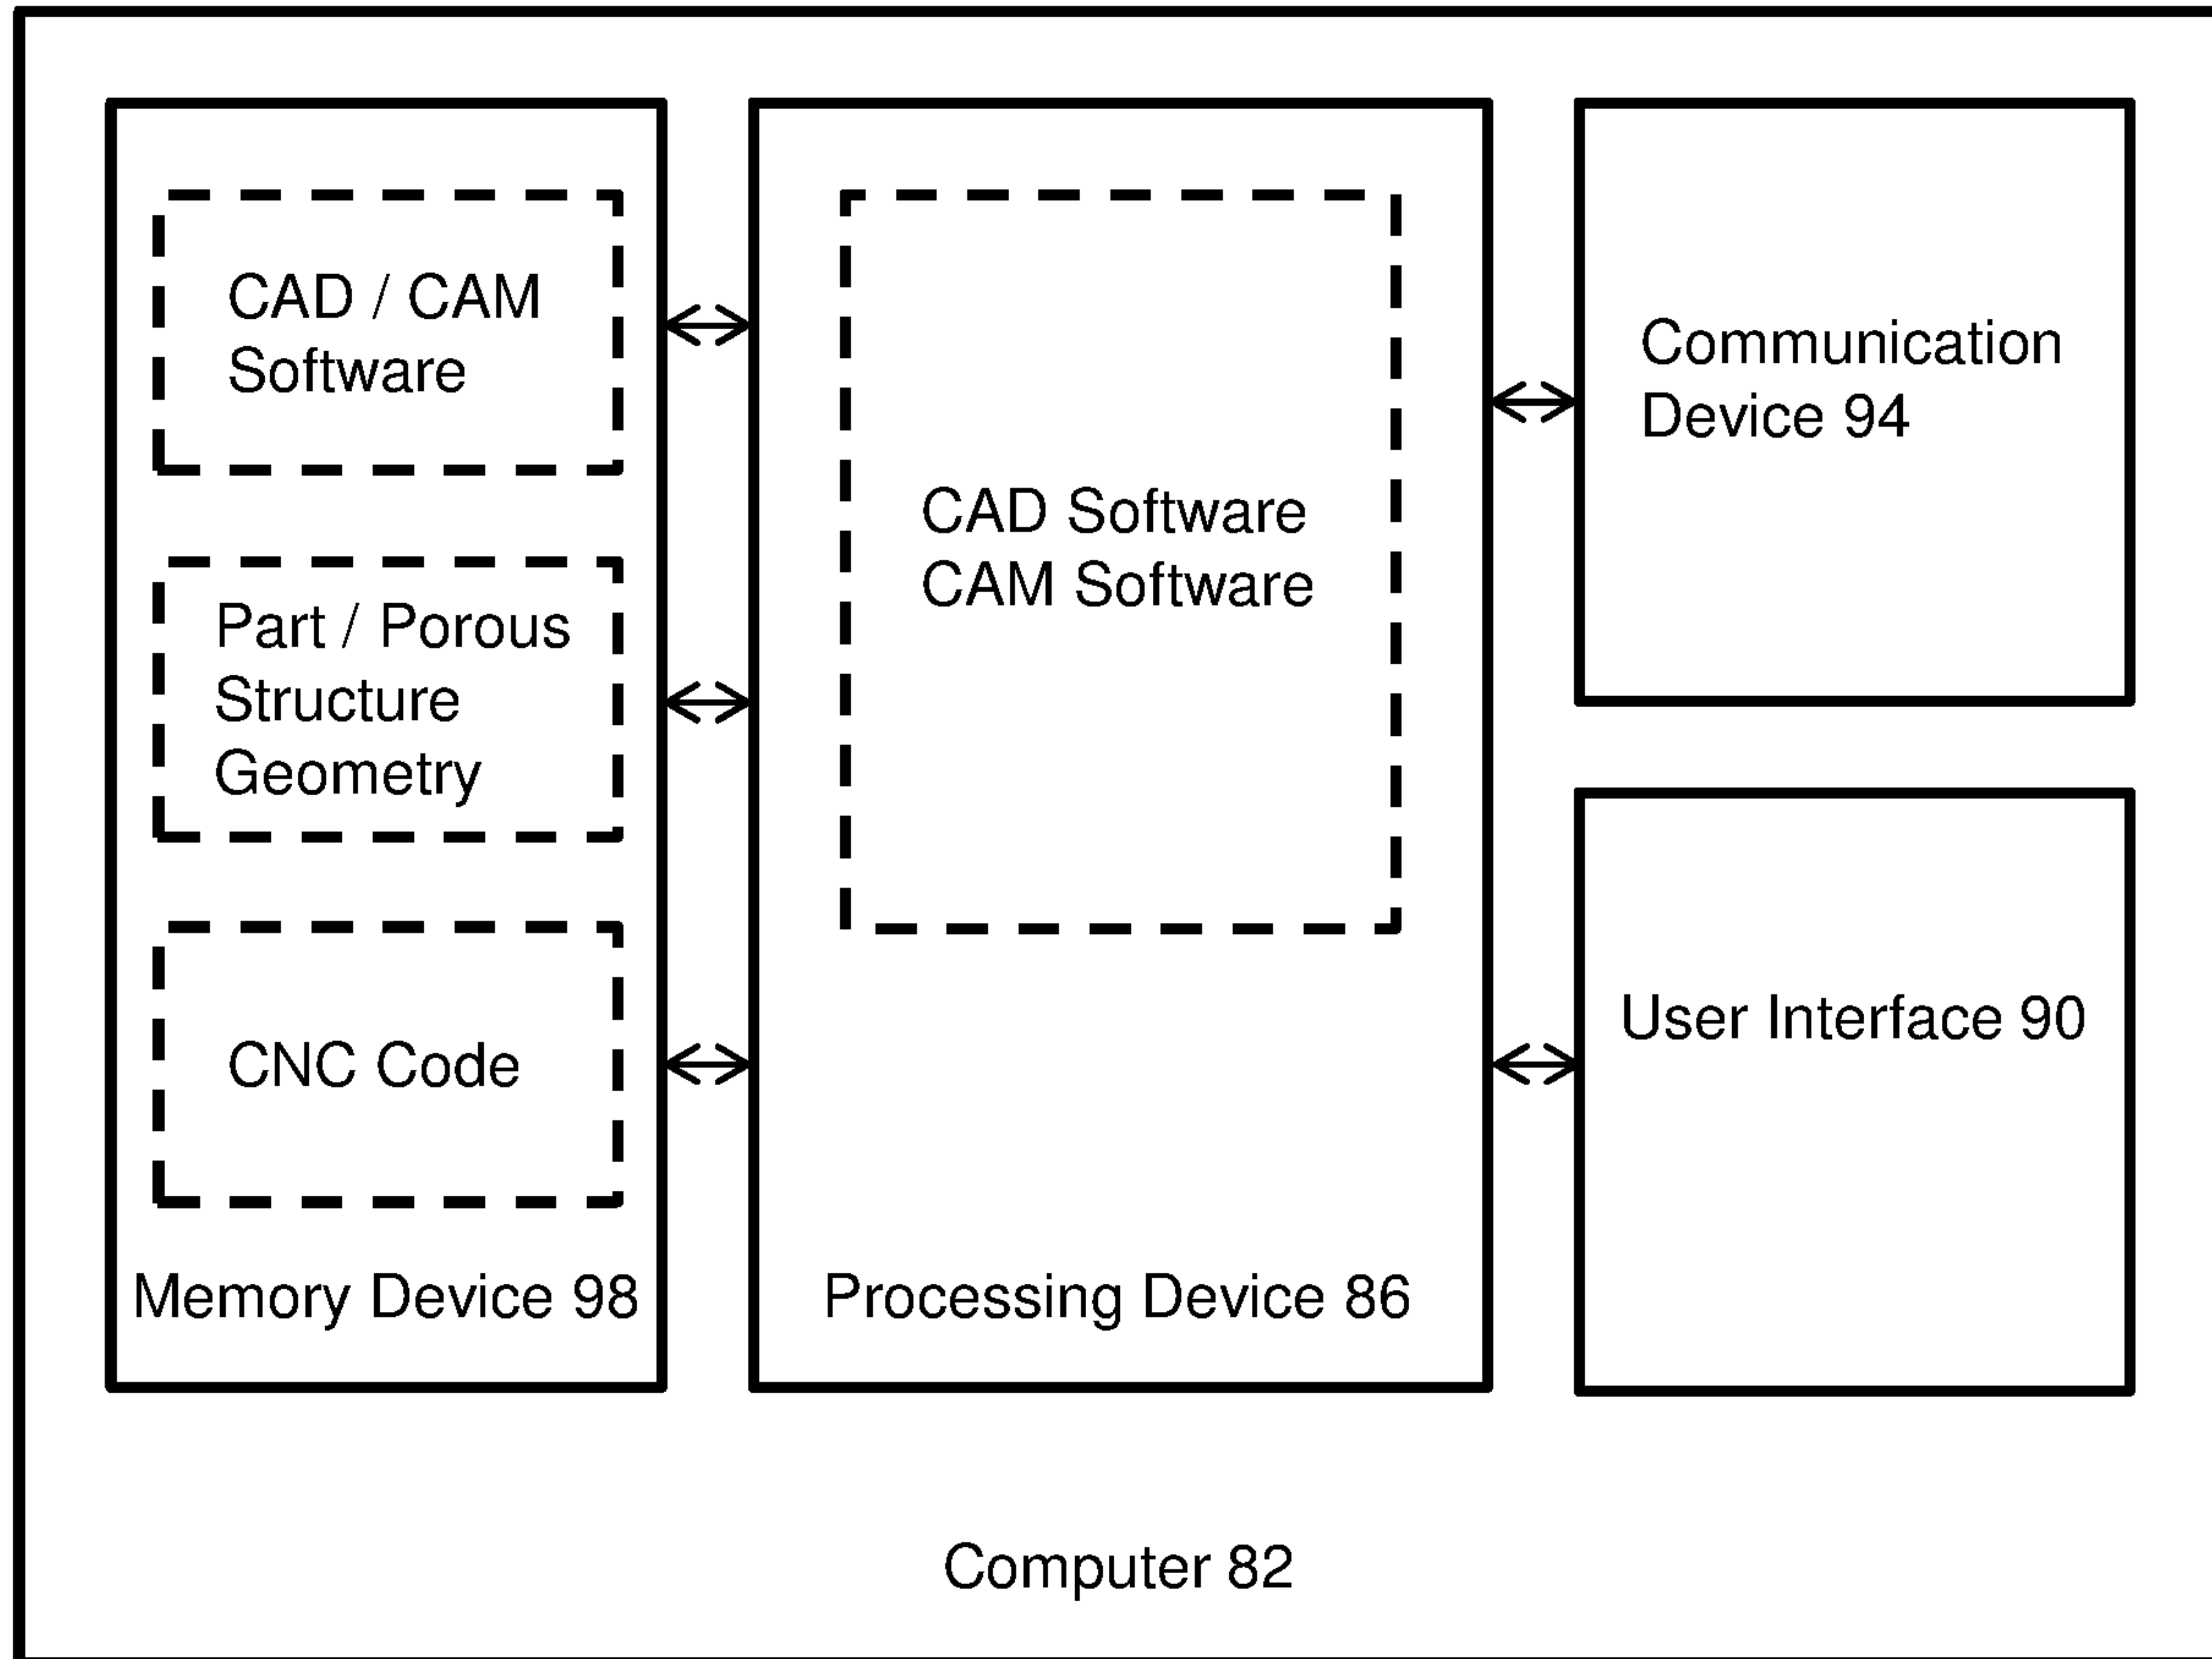 CAD / CAM
Software
Part / Porous
Structure
Geometry
CNC Code
Memory Device 98
CAD Software
CAM Software
Processing Device 86
Communication
Device 94
User Interface 90
Computer 82